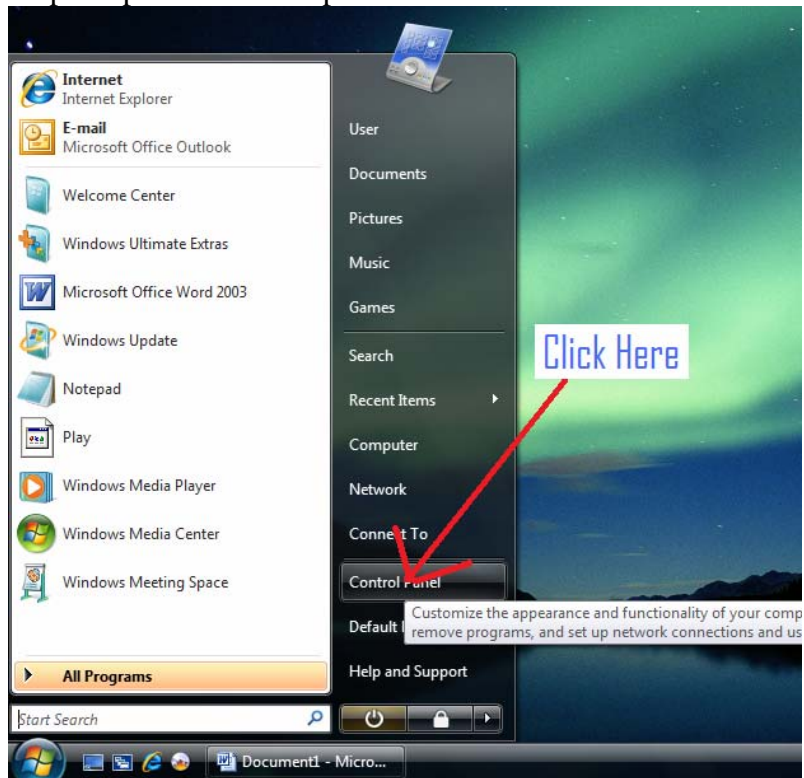 Internet
Internet Explorer
E-mail
Microsoft Office Outlook
Welcome Center
Windows Ultimate Extras
Microsoft Office Word 2003
Windows Update
Notepad
Play
Windows Media Player
Windows Media Center
Windows Meeting Space
All Programs
Start Search
User
Documents
Pictures
Music
Games
Search
Recent Items
Computer
Network
Connect To
Control Panel
Default
Help and Support
Click Here
Customize the appearance and functionality of your comp
remove programs, and set up network connections and us
Document1 - Micro...